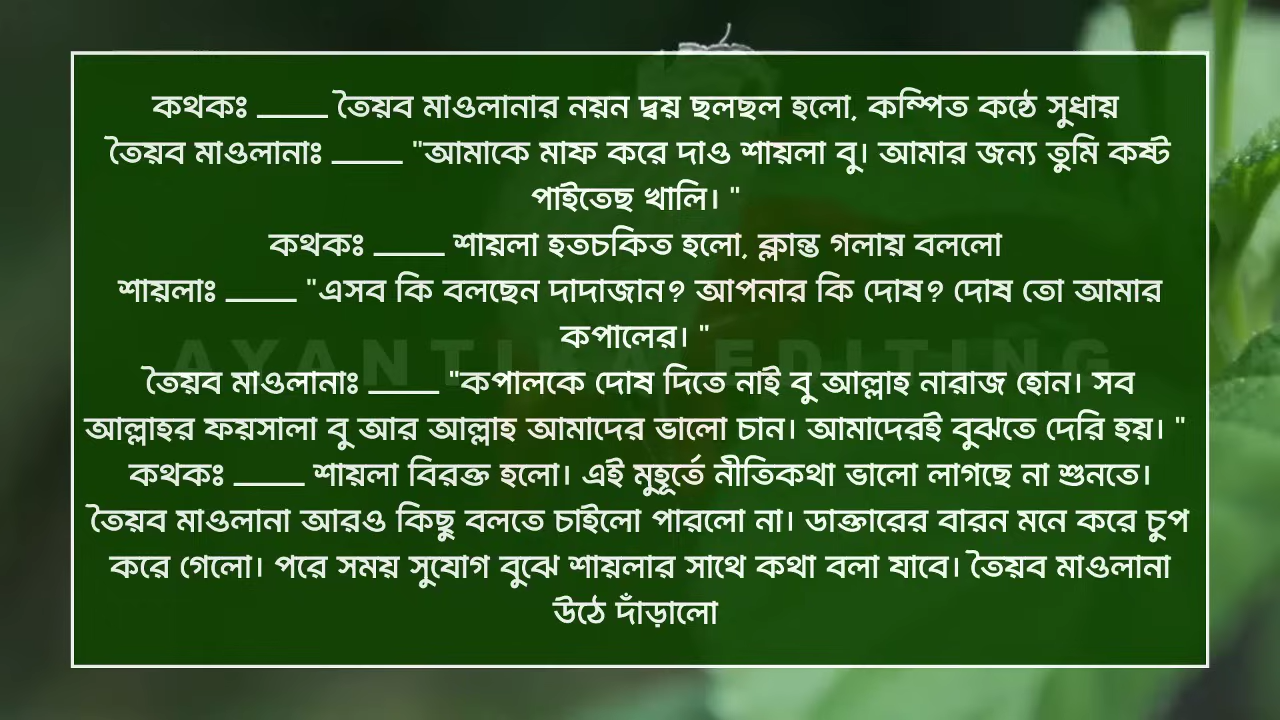 কথকঃ _____ তৈয়ব মাওলানার নয়ন দ্বয় ছলছল হলো, কম্পিত কন্ঠে সুধায়
তৈয়ব মাওলানাঃ _____ "আমাকে মাফ করে দাও শায়লা বু। আমার জন্য তুমি কষ্ট
পাইতেছ খালি। "
কথকঃ _____ শায়লা হতচকিত হলো, ক্লান্ত গলায় বললো
শায়লাঃ _____ "এসব কি বলছেন দাদাজান? আপনার কি দোষ? দোষ তো আমার
কপালের। "
AYANTIKA EDITING
তৈয়ব মাওলানাঃ _____ "কপালকে দোষ দিতে নাই বু আল্লাহ নারাজ হোন। সব
আল্লাহর ফয়সালা বু আর আল্লাহ আমাদের ভালো চান। আমাদেরই বুঝতে দেরি হয়। "
কথকঃ _____ শায়লা বিরক্ত হলো। এই মুহূর্তে নীতিকথা ভালো লাগছে না শুনতে।
তৈয়ব মাওলানা আরও কিছু বলতে চাইলো পারলো না। ডাক্তারের বারন মনে করে চুপ
করে গেলো। পরে সময় সুযোগ বুঝে শায়লার সাথে কথা বলা যাবে। তৈয়ব মাওলানা
উঠে দাঁড়ালো